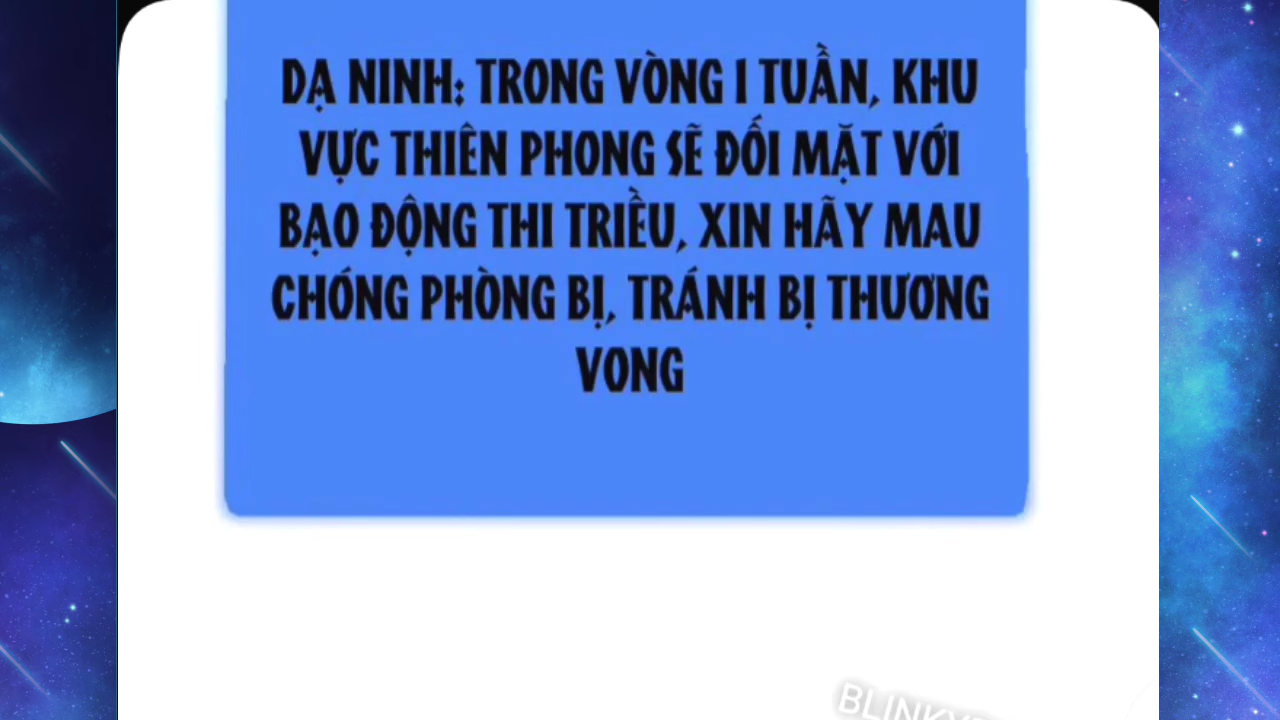 DẠ NINH: TRONG VÒNG 1 TUẦN, KHU
VỰC THIÊN PHONG SẼ ĐỐI MẶT VỚI
BẠO ĐỘNG THI TRIỀU, XIN HÃY MAU
CHÓNG PHÒNG BỊ, TRÁNH BỊ THƯƠNG
VONG